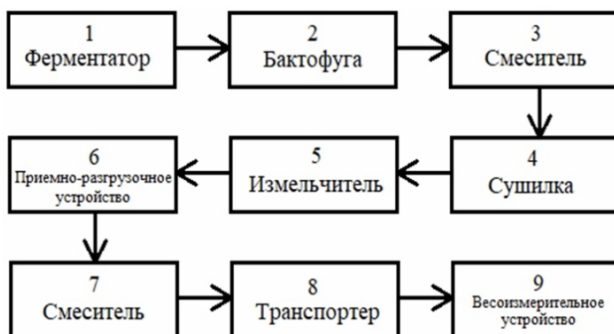 1
Ферментатор
2
Бактофуга
3
Смеситель
6
Приемно-разгрузочное
устройство
5
Измельчитель
4
Сушилка
7
Смеситель
8
Транспортер
9
Весоизмерительное
устройство